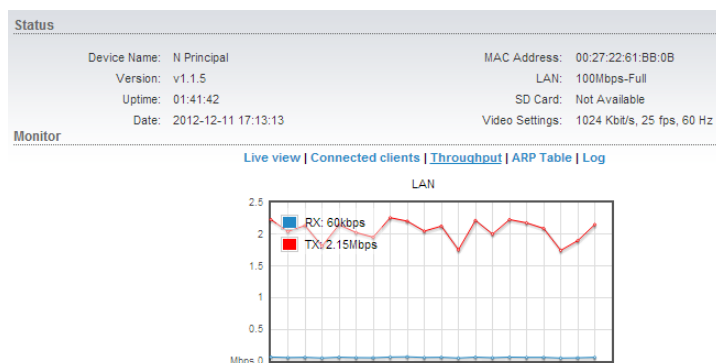 Status
Device Name: N Principal MAC Address: 00:27:22:61:BB:0B
Version: v1.1.5 LAN: 100Mbps-Full
Uptime: 01:41:42 SD Card: Not Available
Date: 2012-12-11 17:13:13 Video Settings: 1024 Kbit/s, 25 fps, 60 Hz
Monitor
Live view | Connected clients | Throughput | ARP Table | Log
LAN
2.5
RX: 60kbps
2
TX: 2.15Mbps
1.5
1
0.5
Mbps 0